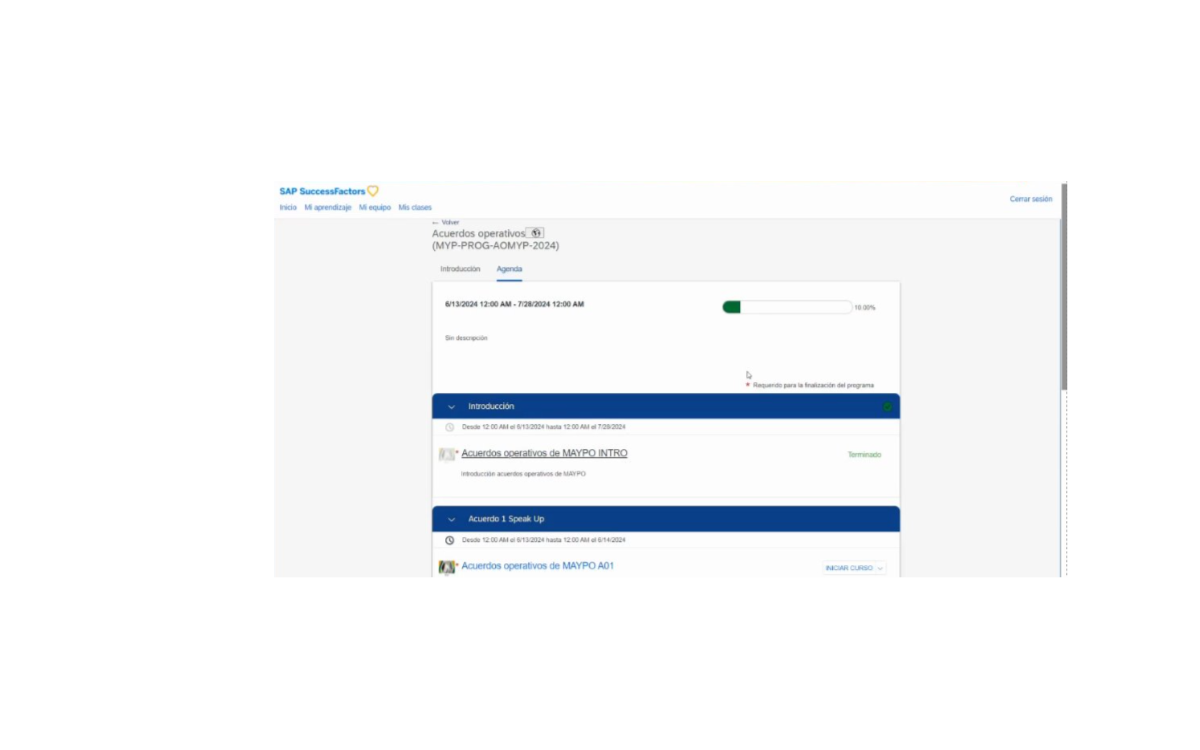 SAP SuccessFactors
Inicio Mi aprendizaje Mi equipo Mis clases
Cerrar sesión
← Volver
Acuerdos operativos
(MYP-PROG-AOMYP-2024)
Introducción Agenda
6/13/2024 12:00 AM - 7/28/2024 12:00 AM
Sin descripción
* Requerido para la finalización del programa
Introducción
Desde 12:00 AM el 6/13/2024 hasta 12:00 AM el 7/28/2024
* Acuerdos operativos de MAYPO INTRO
Terminado
Introducción acuerdos operativos de MAYPO
Acuerdo 1 Speak Up
Desde 12:00 AM el 6/13/2024 hasta 12:00 AM el 6/14/2024
* Acuerdos operativos de MAYPO A01
INICIAR CURSO